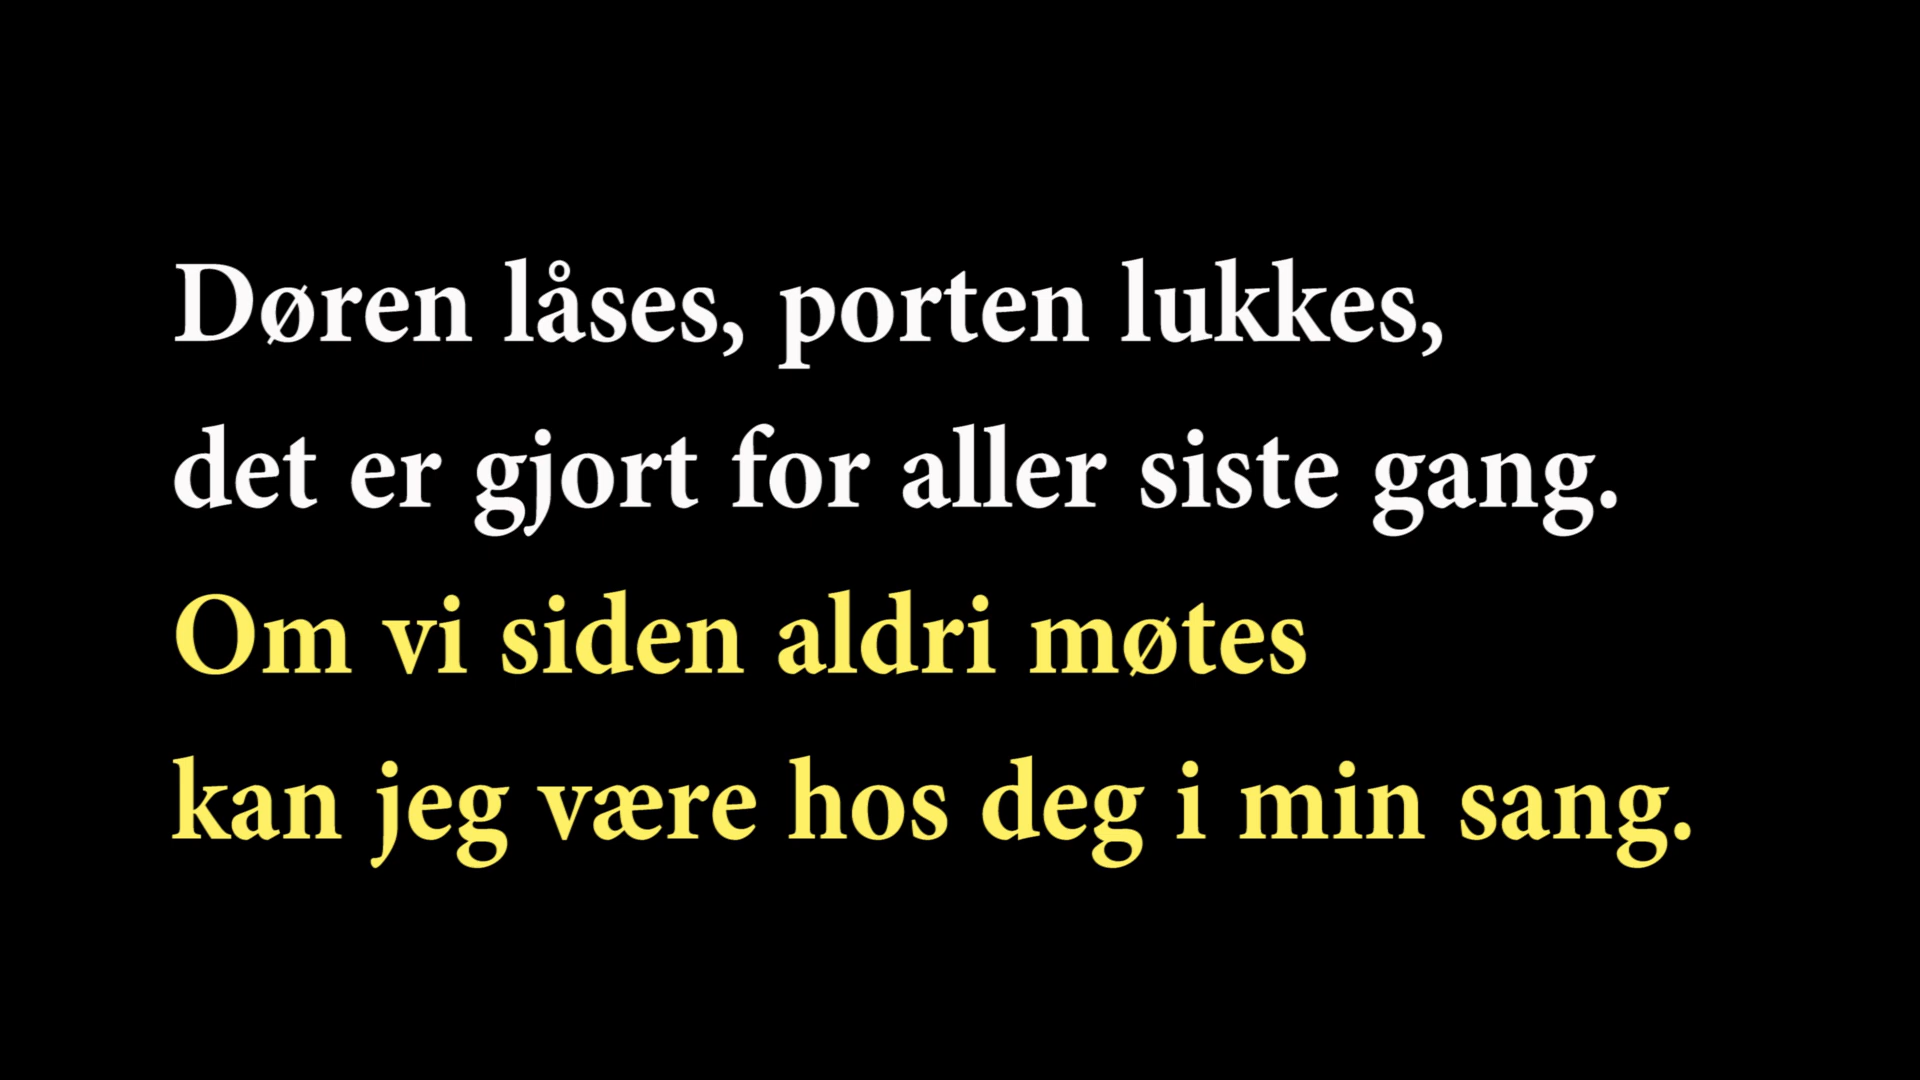 Døren låses, porten lukkes,
det er gjort for aller siste gang.
Om vi siden aldri møtes
kan jeg være hos deg i min sang.